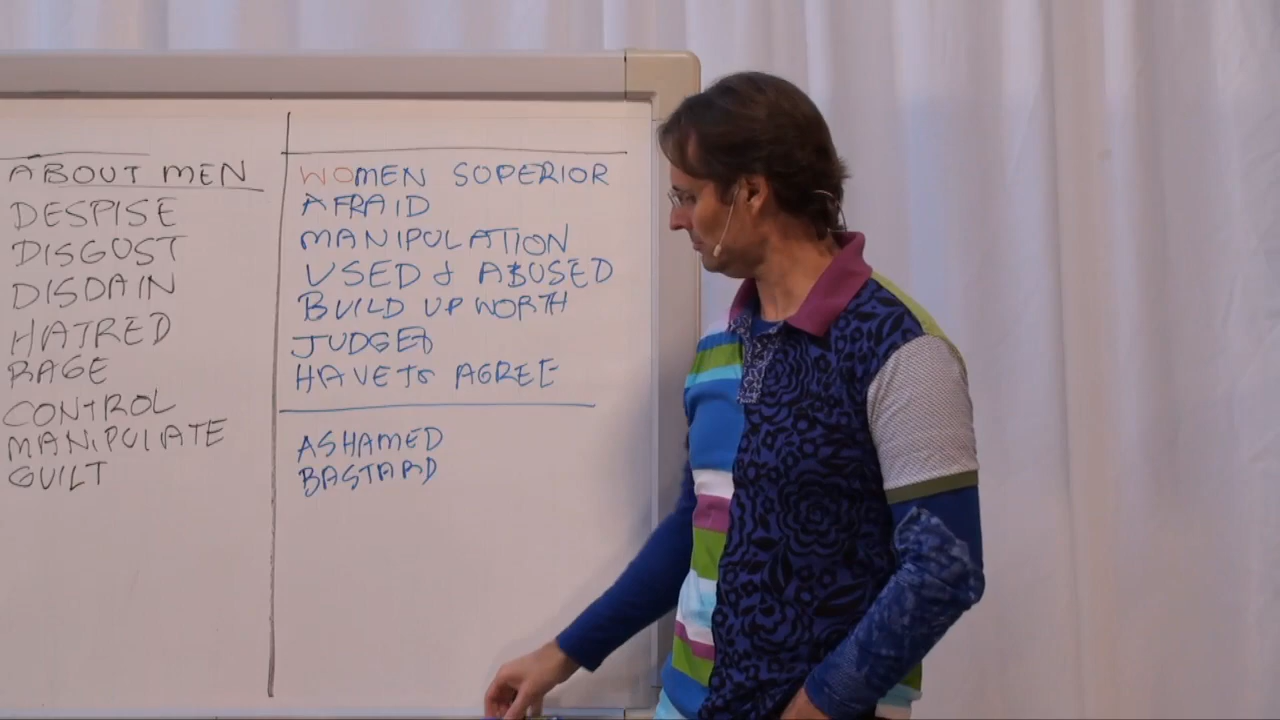 ABOUT MEN
DESPISE
DISGUST
DISDAIN
HATRED
RAGE
CONTROL
MANIPULATE
GUILT
WOMEN SUPERIOR
AFRAID
MANIPULATION
USED & ABUSED
BUILD UP WORTH
JUDGED
HAVE TO AGREE
ASHAMED
BASTARD